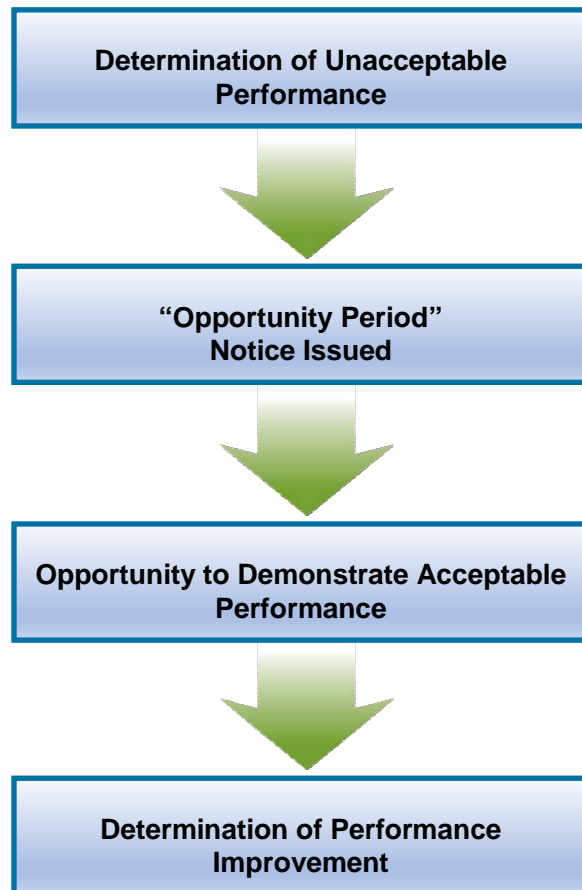 Determination of Unacceptable
Performance
“Opportunity Period”
Notice Issued
Opportunity to Demonstrate Acceptable
Performance
Determination of Performance
Improvement